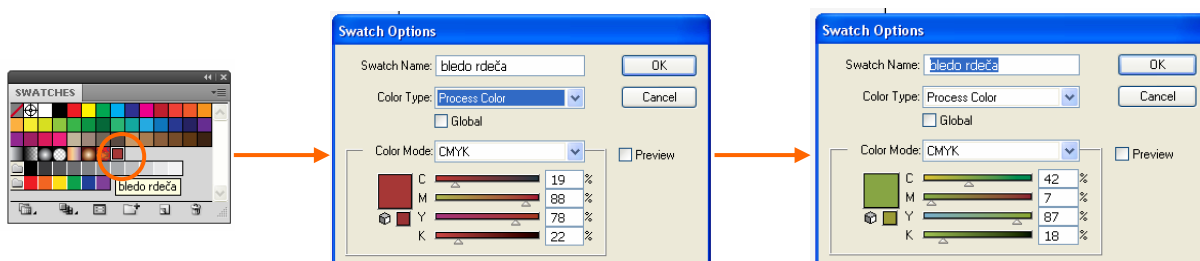 SWATCHES
bledo rdeča
Swatch Options
Swatch Name: bledo rdeča
OK
Color Type: Process Color
Cancel
Global
Color Mode: CMYK
Preview
C 19 %
M 88 %
Y 78 %
K 22 %
Swatch Options
Swatch Name: bledo rdeča
OK
Color Type: Process Color
Cancel
Global
Color Mode: CMYK
Preview
C 42 %
M 7 %
Y 87 %
K 18 %